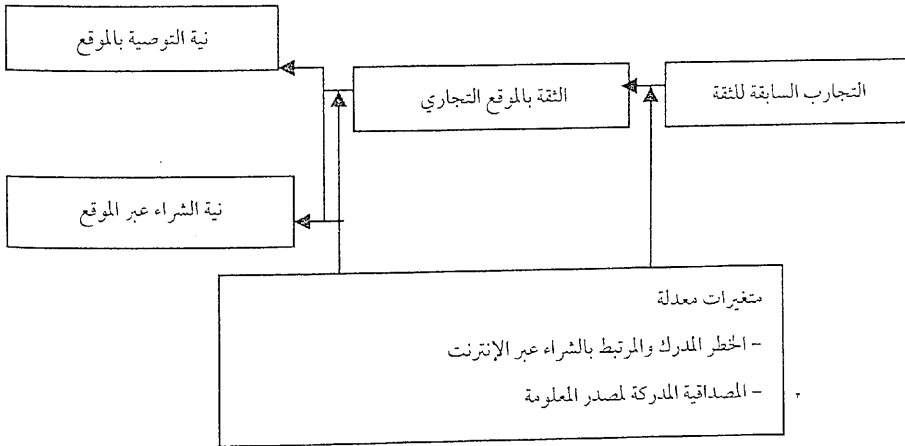 نية التوصية بالموقع
التجارب السابقة للثقة
الثقة بالموقع التجاري
نية الشراء عبر الموقع
متغيرات معدلة
- الخطر المدرك والمرتبط بالشراء عبر الإنترنت
- المصداقية المدركة لمصدر المعلومة